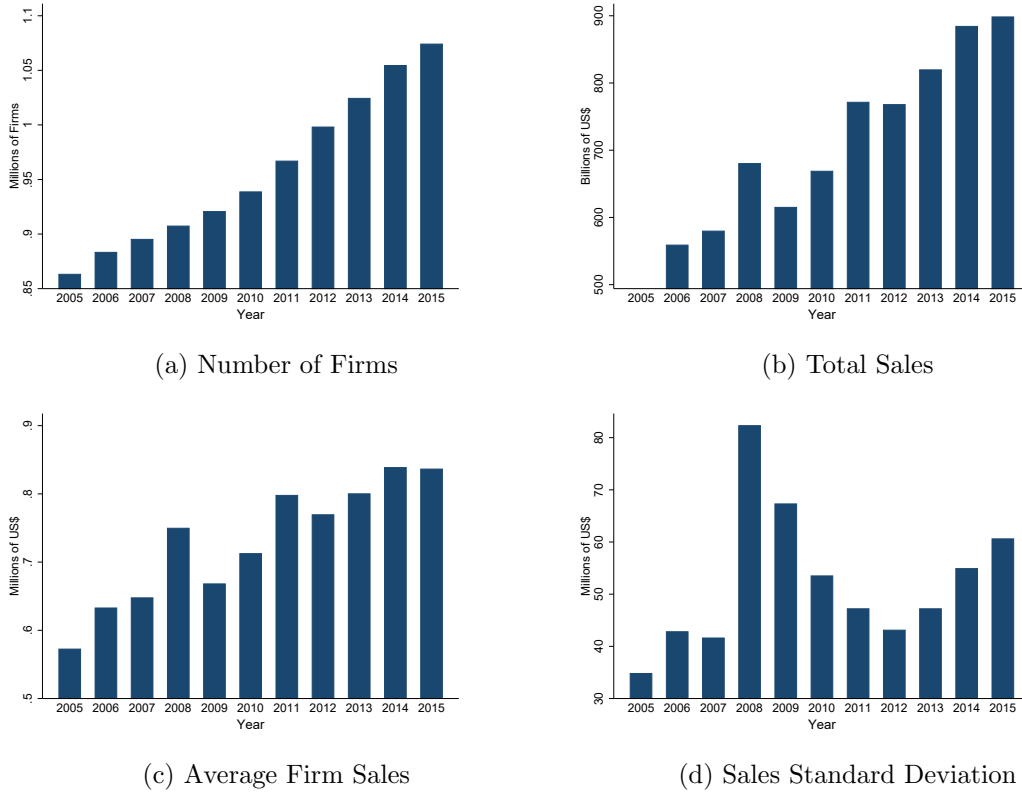 Millions of Firms
1.1
1.05
1
.95
.9
.85
2005 2006 2007 2008 2009 2010 2011 2012 2013 2014 2015
Year
(a) Number of Firms
Billions of US$
900
800
700
600
500
2005 2006 2007 2008 2009 2010 2011 2012 2013 2014 2015
Year
(b) Total Sales
Millions of US$
.9
.8
.7
.6
.5
2005 2006 2007 2008 2009 2010 2011 2012 2013 2014 2015
Year
(c) Average Firm Sales
Millions of US$
80
70
60
50
40
30
2005 2006 2007 2008 2009 2010 2011 2012 2013 2014 2015
Year
(d) Sales Standard Deviation